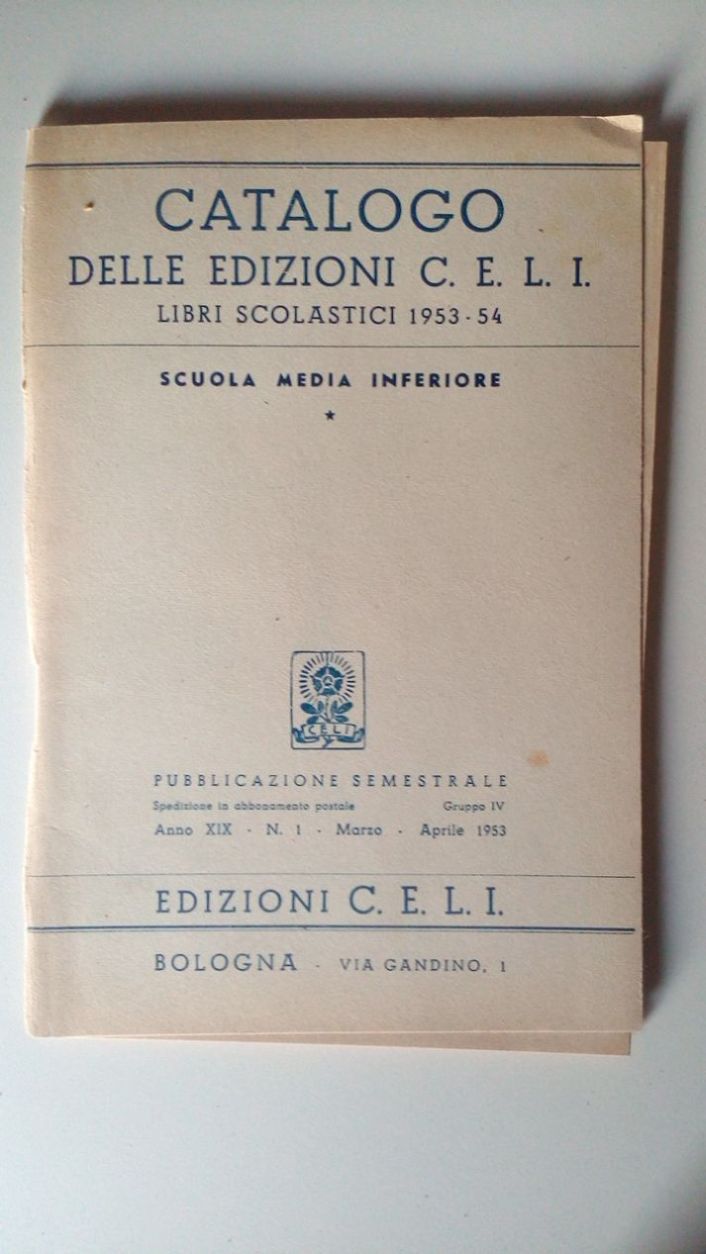 CATALOGO
DELLE EDIZIONI C. E. L. I.
LIBRI SCOLASTICI 1953-54
SCUOLA MEDIA INFERIORE
★
CELI
PUBBLICAZIONE SEMESTRALE
Spedizione in abbonamento postale Gruppo IV
Anno XIX - N. 1 - Marzo - Aprile 1953
EDIZIONI C. E. L. I.
BOLOGNA - VIA GANDINO, 1